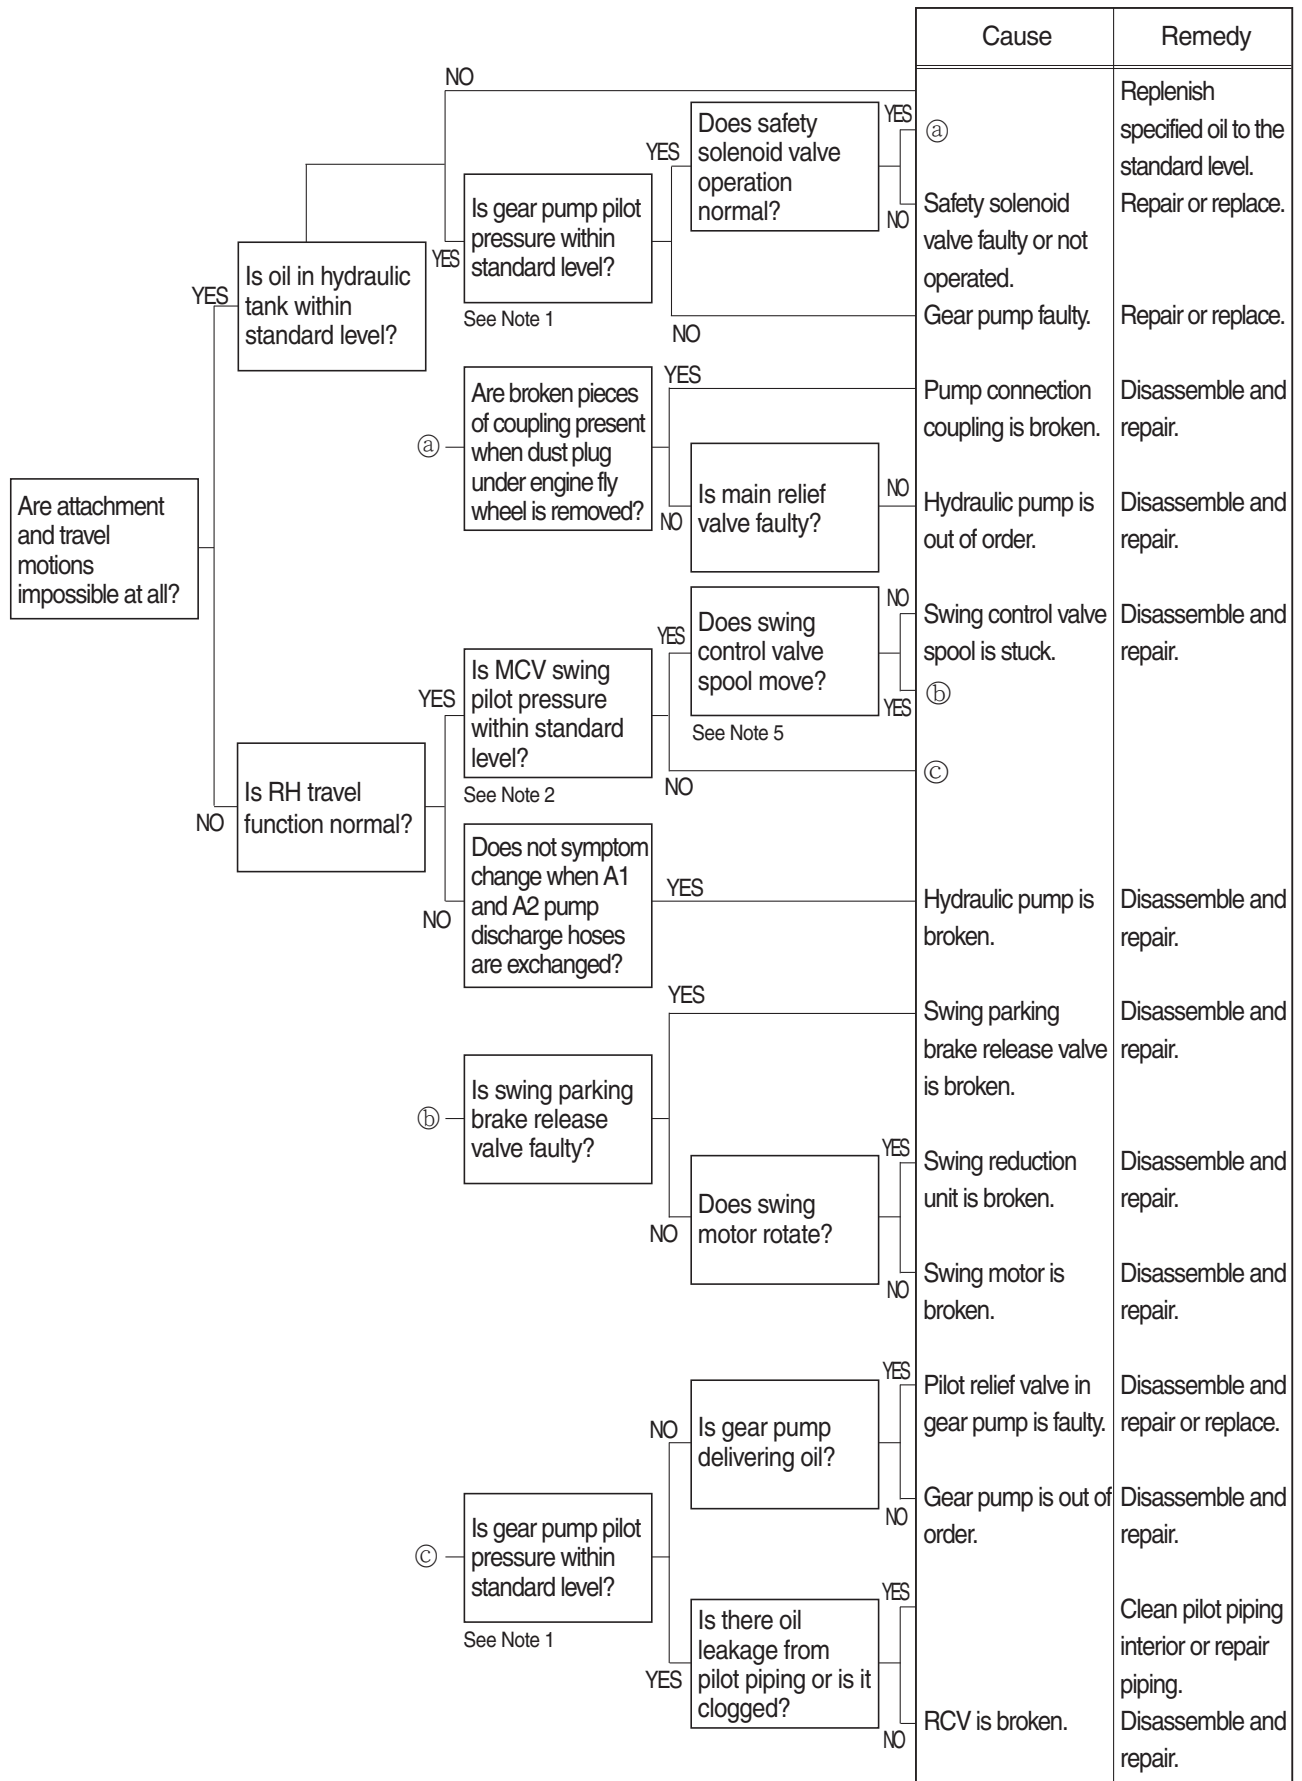 Cause
Remedy
NO
Replenish
specified oil to the
standard level.
YES
Does safety
solenoid valve
operation
normal?
YES
ⓐ
NO
Safety solenoid
valve faulty or not
operated.
Repair or replace.
Is gear pump pilot
pressure within
standard level?
YES
See Note 1
NO
Gear pump faulty.
Repair or replace.
YES
Is oil in hydraulic
tank within
standard level?
ⓐ
Are broken pieces
of coupling present
when dust plug
under engine fly
wheel is removed?
YES
Pump connection
coupling is broken.
Disassemble and
repair.
NO
Is main relief
valve faulty?
NO
Hydraulic pump is
out of order.
Disassemble and
repair.
Are attachment
and travel
motions
impossible at all?
YES
Does swing
control valve
spool move?
See Note 5
NO
Swing control valve
spool is stuck.
Disassemble and
repair.
YES
ⓑ
YES
Is MCV swing
pilot pressure
within standard
level?
See Note 2
NO
ⓒ
NO
Is RH travel
function normal?
NO
Does not symptom
change when A1
and A2 pump
discharge hoses
are exchanged?
YES
Hydraulic pump is
broken.
Disassemble and
repair.
YES
Swing parking
brake release valve
is broken.
Disassemble and
repair.
ⓑ
Is swing parking
brake release
valve faulty?
NO
Does swing
motor rotate?
YES
Swing reduction
unit is broken.
Disassemble and
repair.
NO
Swing motor is
broken.
Disassemble and
repair.
NO
Is gear pump
delivering oil?
YES
Pilot relief valve in
gear pump is faulty.
Disassemble and
repair or replace.
NO
Gear pump is out of
order.
Disassemble and
repair.
ⓒ
Is gear pump pilot
pressure within
standard level?
See Note 1
YES
Is there oil
leakage from
pilot piping or is it
clogged?
YES
Clean pilot piping
interior or repair
piping.
NO
RCV is broken.
Disassemble and
repair.